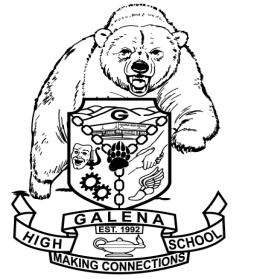 G
GALENA
EST. 1992
HIGH SCHOOL
MAKING CONNECTIONS